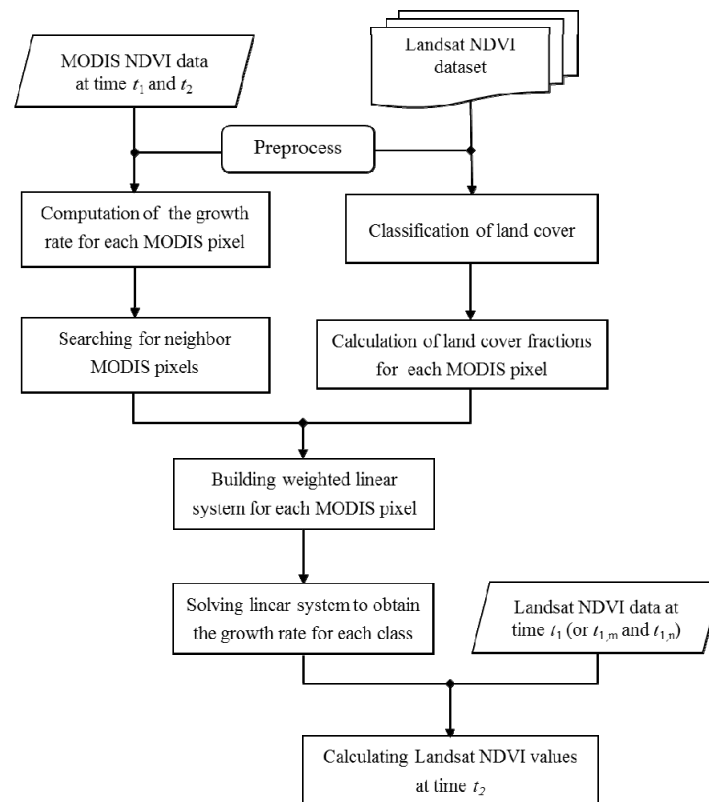 MODIS NDVI data
at time t₁ and t₂
Landsat NDVI
dataset
Preprocess
Computation of the growth
rate for each MODIS pixel
Classification of land cover
Searching for neighbor
MODIS pixels
Calculation of land cover fractions
for each MODIS pixel
Building weighted linear
system for each MODIS pixel
Solving linear system to obtain
the growth rate for each class
Landsat NDVI data at
time t₁ (or t₁,m and t₁,n)
Calculating Landsat NDVI values
at time t₂